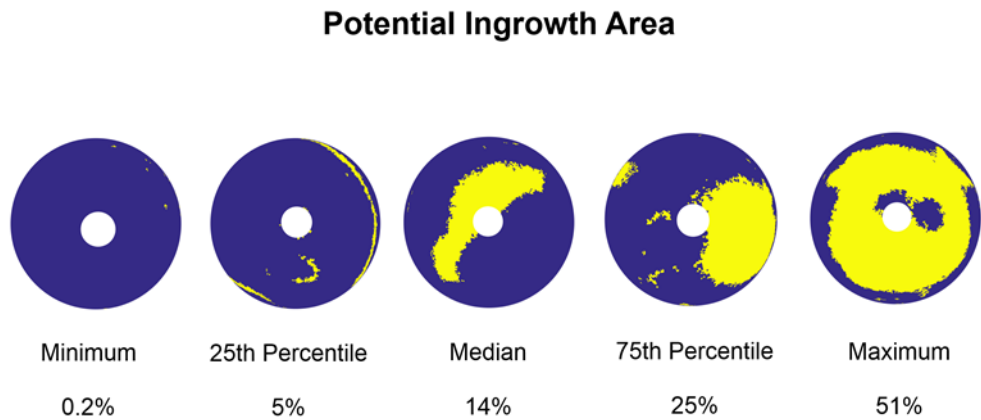 Potential Ingrowth Area
Minimum 25th Percentile Median 75th Percentile Maximum
0.2% 5% 14% 25% 51%